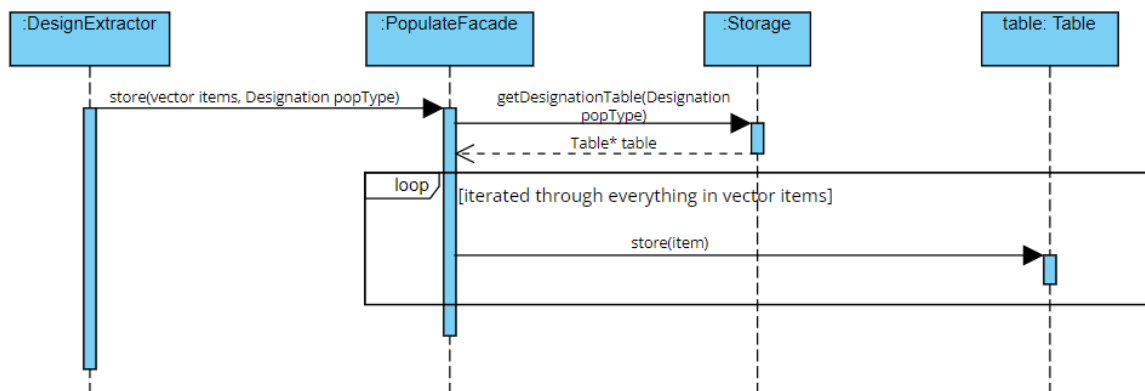 :DesignExtractor
:PopulateFacade
:Storage
table: Table
store(vector items, Designation popType)
getDesignationTable(Designation
popType)
Table* table
loop
[iterated through everything in vector items]
store(item)